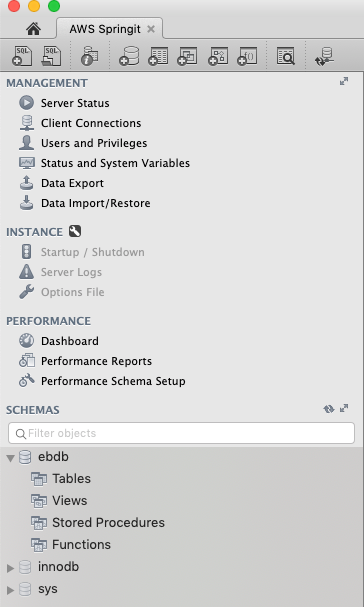 AWS Springit
MANAGEMENT
Server Status
Client Connections
Users and Privileges
Status and System Variables
Data Export
Data Import/Restore
INSTANCE
Startup / Shutdown
Server Logs
Options File
PERFORMANCE
Dashboard
Performance Reports
Performance Schema Setup
SCHEMAS
Filter objects
ebdb
Tables
Views
Stored Procedures
Functions
innodb
sys